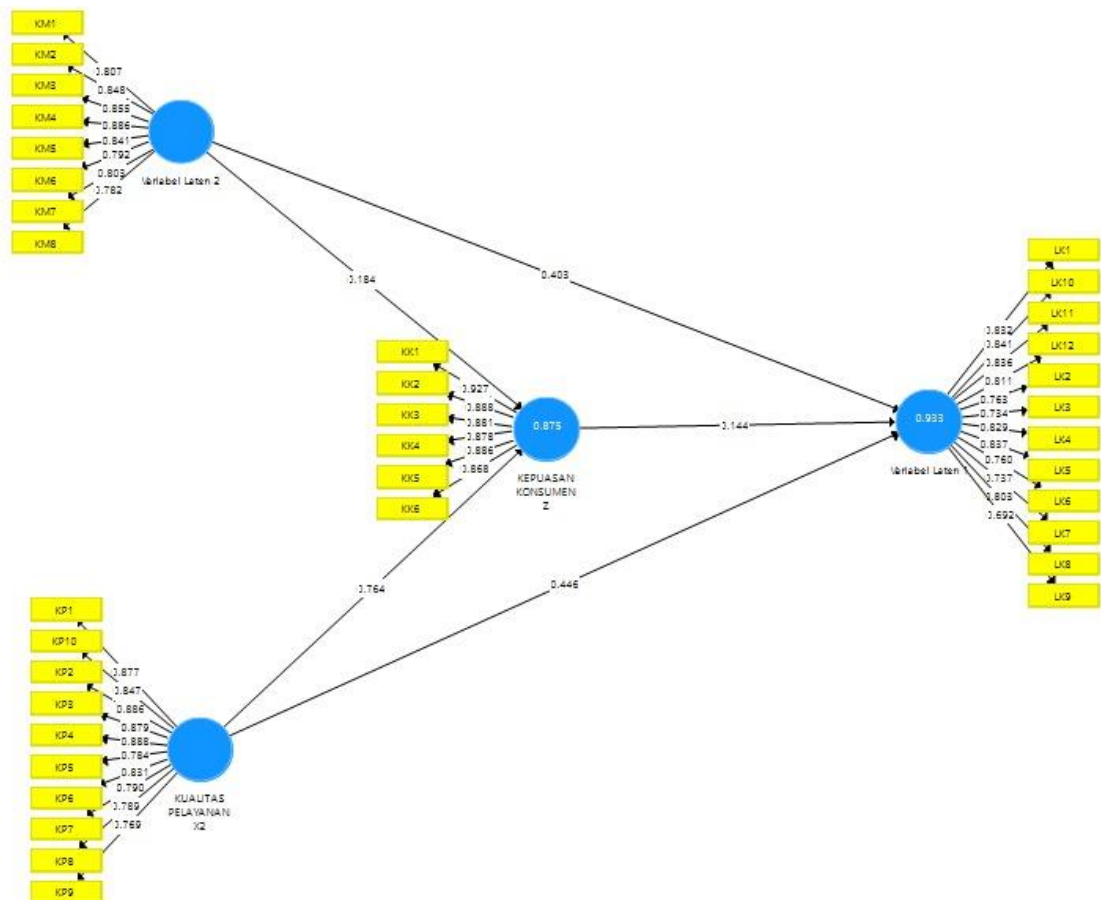 KM1
KM2
KM3
KM4
KM5
KM6
KM7
KM8
0.807
0.848
0.855
0.886
0.841
0.792
0.803
0.782
Variabel Laten 2
0.184
0.403
KK1
KK2
KK3
KK4
KK5
KK6
0.927
0.888
0.881
0.878
0.886
0.868
0.875
KEPUASAN
KONSUMEN
Z
0.144
0.933
Variabel Laten 1
0.832
0.841
0.836
0.811
0.763
0.734
0.829
0.837
0.760
0.737
0.803
0.692
LK1
LK10
LK11
LK12
LK2
LK3
LK4
LK5
LK6
LK7
LK8
LK9
0.764
0.446
KP1
KP10
KP2
KP3
KP4
KP5
KP6
KP7
KP8
KP9
0.877
0.847
0.886
0.879
0.888
0.784
0.831
0.790
0.789
0.769
KUALITAS
PELAYANAN
X2